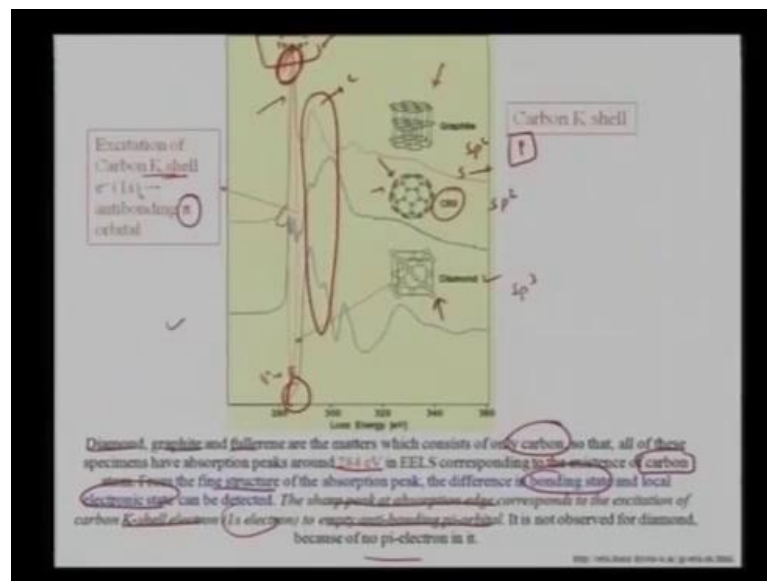 Graphite
C60
Diamond
sp²
sp²
sp³
S
P
Carbon K shell
Excitation of
Carbon K shell
e⁻ (1s) →
antibonding π
orbital
280 300 320 340 360
Loss Energy (eV)
Diamond, graphite and fullerene are the matters which consists of only carbon, so that, all of these
specimens have absorption peaks around 284 eV in EELS corresponding to the existence of carbon
atom. From the fine structure of the absorption peak, the difference in bonding state and local
electronic state can be detected. The sharp peak at absorption edge corresponds to the excitation of
carbon K-shell electron (1s electron) to empty anti-bonding pi-orbital. It is not observed for diamond,
because of no pi-electron in it.